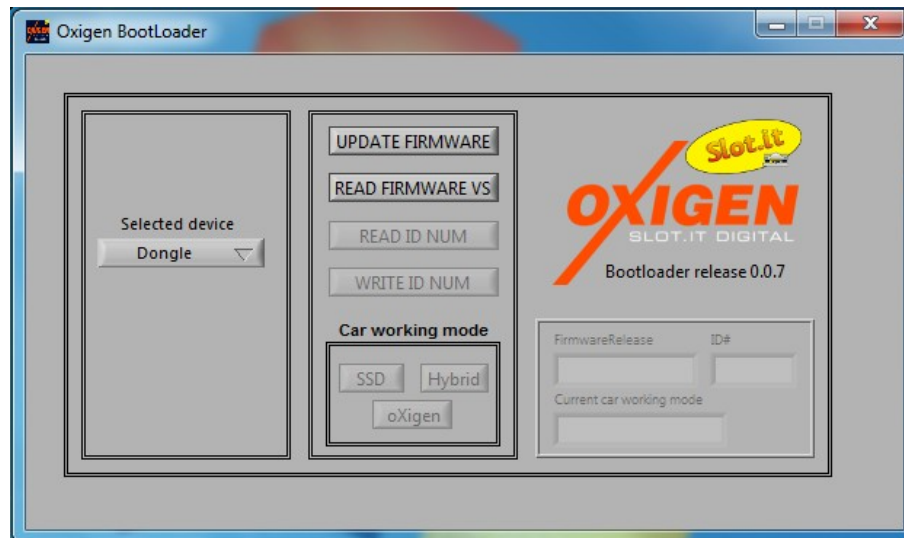 Oxigen BootLoader
Selected device
Dongle
UPDATE FIRMWARE
READ FIRMWARE VS
READ ID NUM
WRITE ID NUM
Car working mode
SSD
Hybrid
oXigen
Slot.it
OXIGEN
SLOT.IT DIGITAL
Bootloader release 0.0.7
FirmwareRelease
ID#
Current car working mode